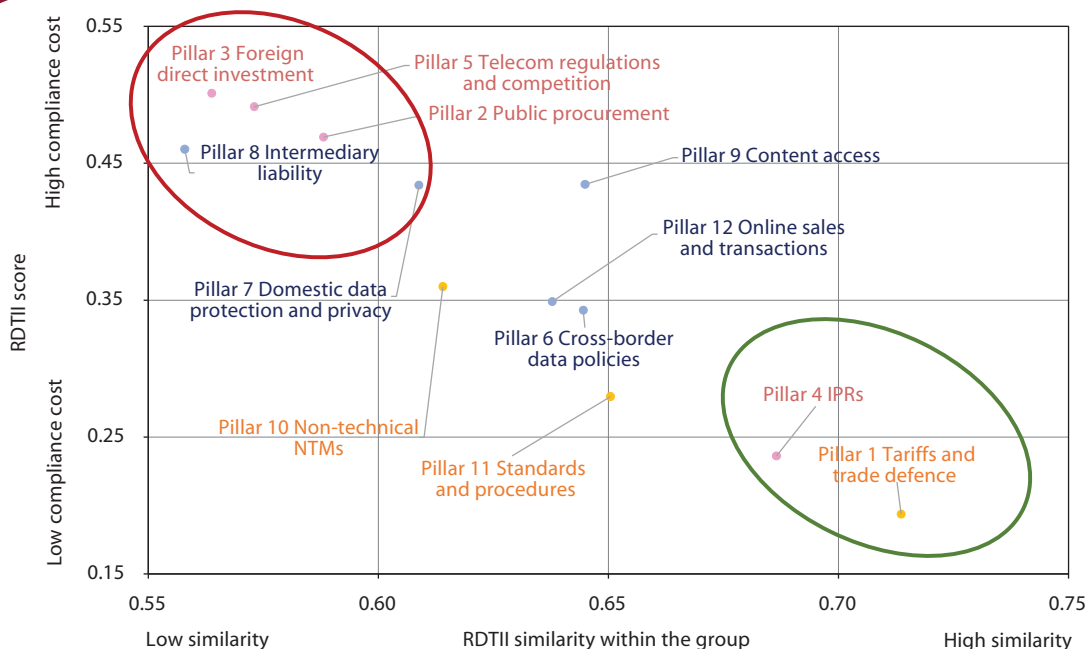 0.55
High compliance cost
Pillar 3 Foreign
direct investment
Pillar 5 Telecom regulations
and competition
Pillar 2 Public procurement
Pillar 8 Intermediary
liability
0.45
Pillar 9 Content access
Pillar 12 Online sales
and transactions
Pillar 7 Domestic data
protection and privacy
RDTII score
0.35
Pillar 6 Cross-border
data policies
Pillar 4 IPRs
Pillar 10 Non-technical
NTMs
0.25
Pillar 11 Standards
and procedures
Pillar 1 Tariffs and
trade defence
Low compliance cost
0.15
0.55
0.60
0.65
0.70
0.75
Low similarity
RDTII similarity within the group
High similarity